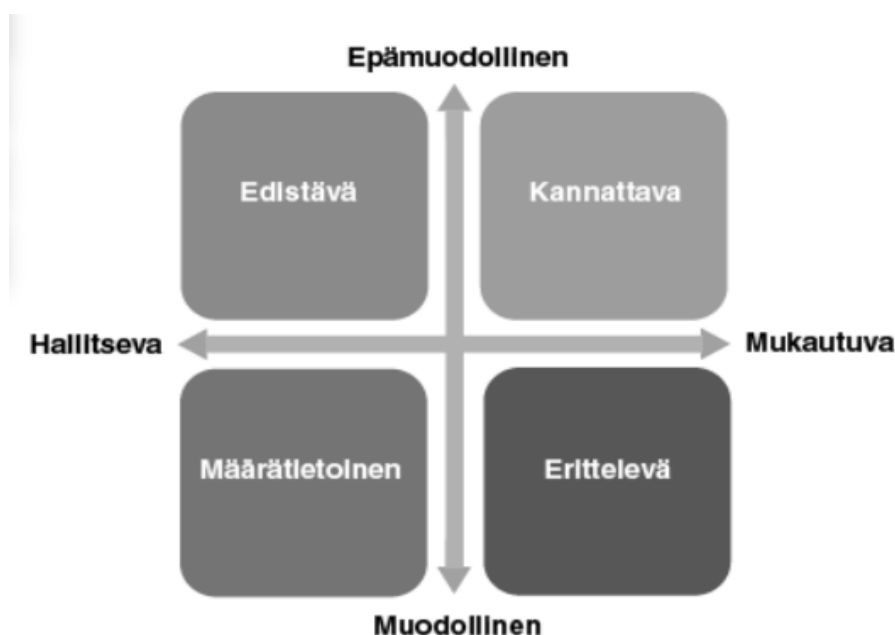 Epämuodollinen
Edistävä
Kannattava
Hallitseva
Mukautuva
Määrätietoinen
Erittelevä
Muodollinen